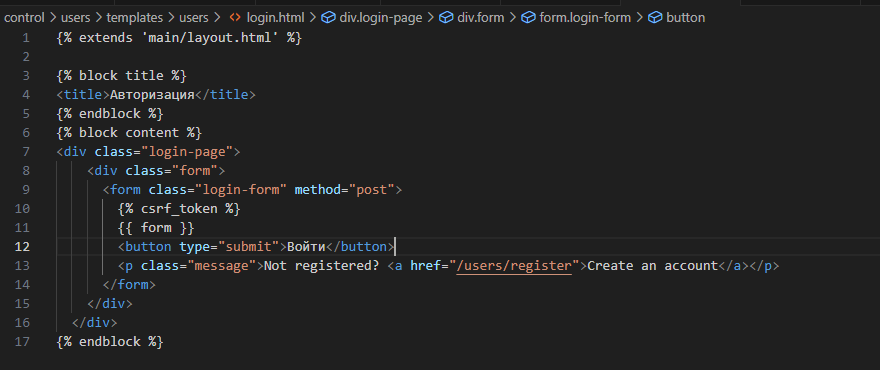 control > users > templates > users > <> login.html > div.login-page > div.form > form.login-form > button
1 {% extends 'main/layout.html' %}
2
3 {% block title %}
4 <title>Авторизация</title>
5 {% endblock %}
6 {% block content %}
7 <div class="login-page">
8 <div class="form">
9 <form class="login-form" method="post">
10 {% csrf_token %}
11 {{ form }}
12 <button type="submit">Войти</button>
13 <p class="message">Not registered? <a href="/users/register">Create an account</a></p>
14 </form>
15 </div>
16 </div>
17 {% endblock %}